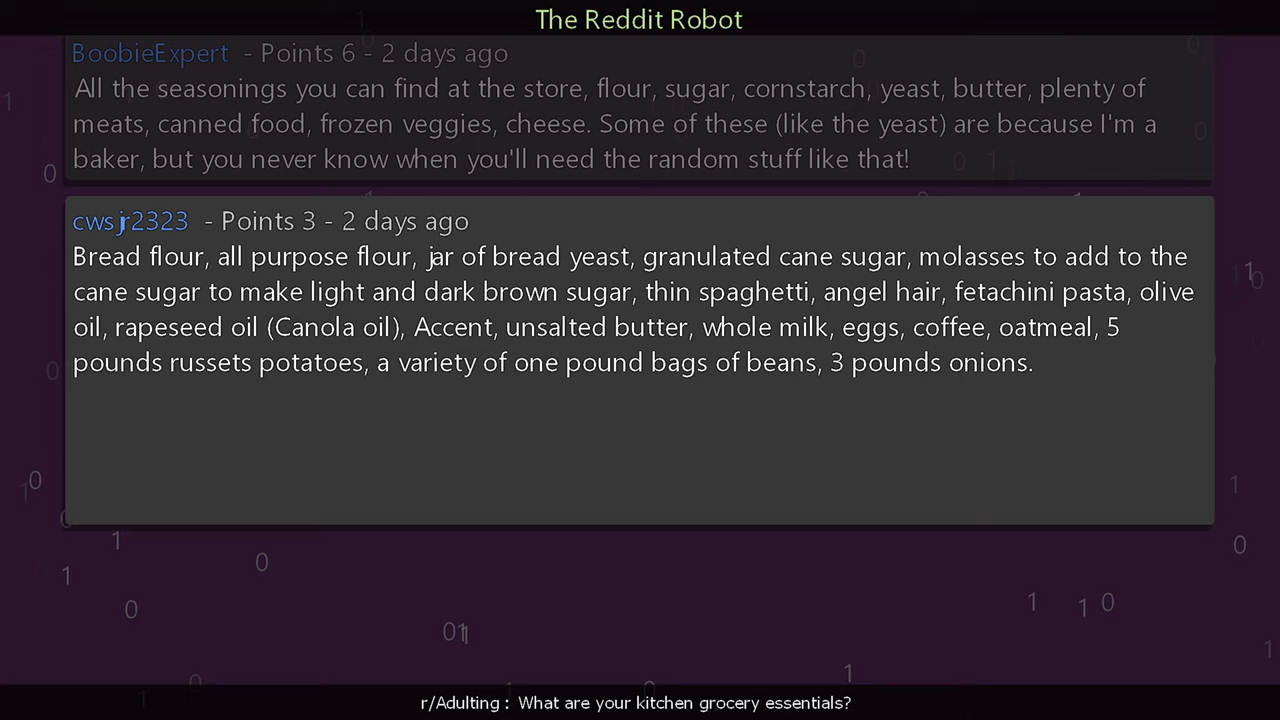 The Reddit Robot
BoobieExpert - Points 6 - 2 days ago
All the seasonings you can find at the store, flour, sugar, cornstarch, yeast, butter, plenty of
meats, canned food, frozen veggies, cheese. Some of these (like the yeast) are because I'm a
baker, but you never know when you'll need the random stuff like that!
cwsjr2323 - Points 3 - 2 days ago
Bread flour, all purpose flour, jar of bread yeast, granulated cane sugar, molasses to add to the
cane sugar to make light and dark brown sugar, thin spaghetti, angel hair, fetachini pasta, olive
oil, rapeseed oil (Canola oil), Accent, unsalted butter, whole milk, eggs, coffee, oatmeal, 5
pounds russets potatoes, a variety of one pound bags of beans, 3 pounds onions.
r/Adulting : What are your kitchen grocery essentials?